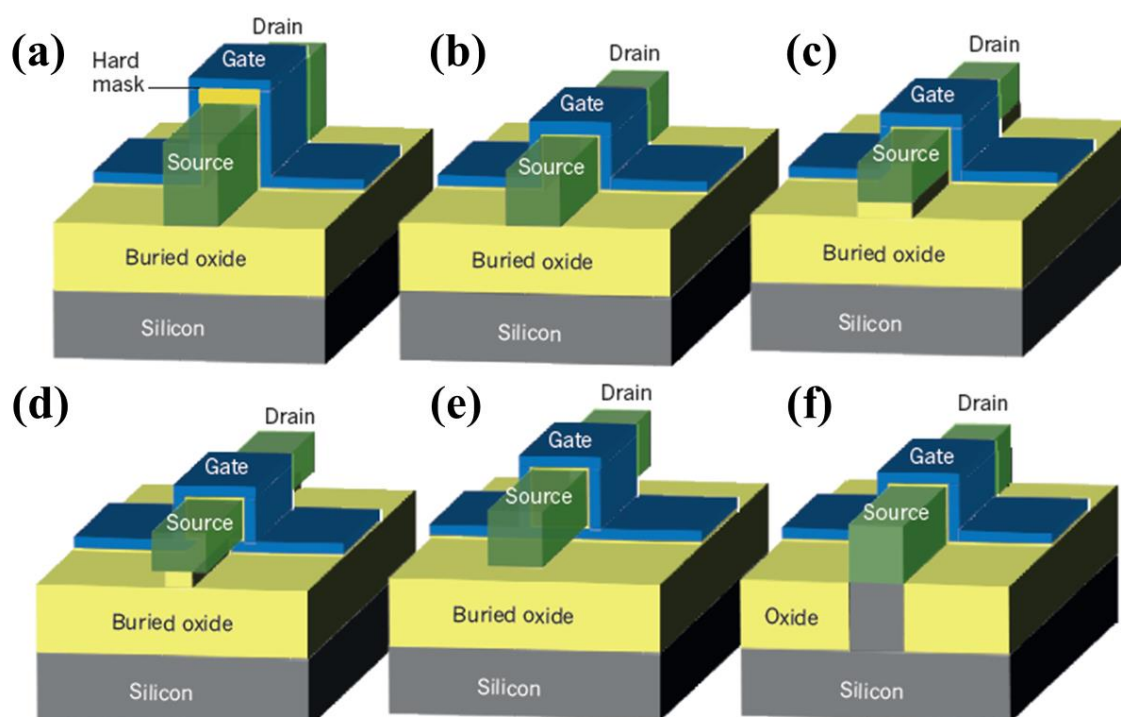 (a)
Drain
Hard
mask
Gate
Source
Buried oxide
Silicon
(b)
Drain
Gate
Source
Buried oxide
Silicon
(c)
Drain
Gate
Source
Buried oxide
Silicon
(d)
Drain
Gate
Source
Buried oxide
Silicon
(e)
Drain
Gate
Source
Buried oxide
Silicon
(f)
Drain
Gate
Source
Oxide
Silicon